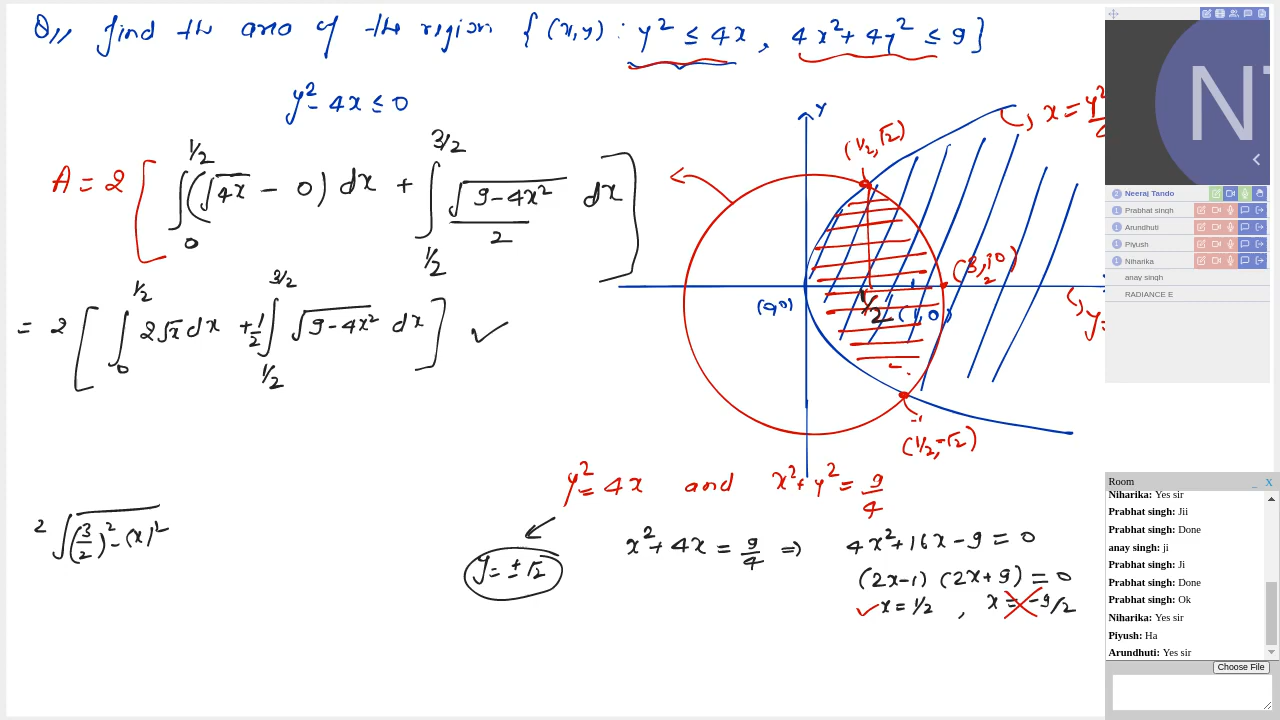 Q,, find the area of the region { (x,y) : y² ≤ 4x , 4x² + 4y² ≤ 9 }
y² - 4x ≤ 0
A = 2 [ ∫₀^{1/2} (√4x - 0) dx + ∫_{1/2}^{3/2} √(9-4x²)/2 dx ]
= 2 [ ∫₀^{1/2} 2√x dx + 1/2 ∫_{1/2}^{3/2} √(9-4x²) dx ] ✓
2 √((3/2)² - (x)²)
y
(1/2, √2)
x = y²
(3/2, 0)
(0,0)
1/2
(1, 0)
y =
(1/2, -√2)
y² = 4x and x² + y² = 9/4
y = ±√2
x² + 4x = 9/4 ⇒ 4x² + 16x - 9 = 0
(2x-1) (2x+9) = 0
✓ x = 1/2 , x = -9/2
N
Neeraj Tando
Prabhat singh
Arundhuti
Piyush
Niharika
anay singh
RADIANCE E
Room
_ X
Niharika: Yes sir
Prabhat singh: Jii
Prabhat singh: Done
anay singh: ji
Prabhat singh: Ji
Prabhat singh: Done
Prabhat singh: Ok
Niharika: Yes sir
Piyush: Ha
Arundhuti: Yes sir
Choose File